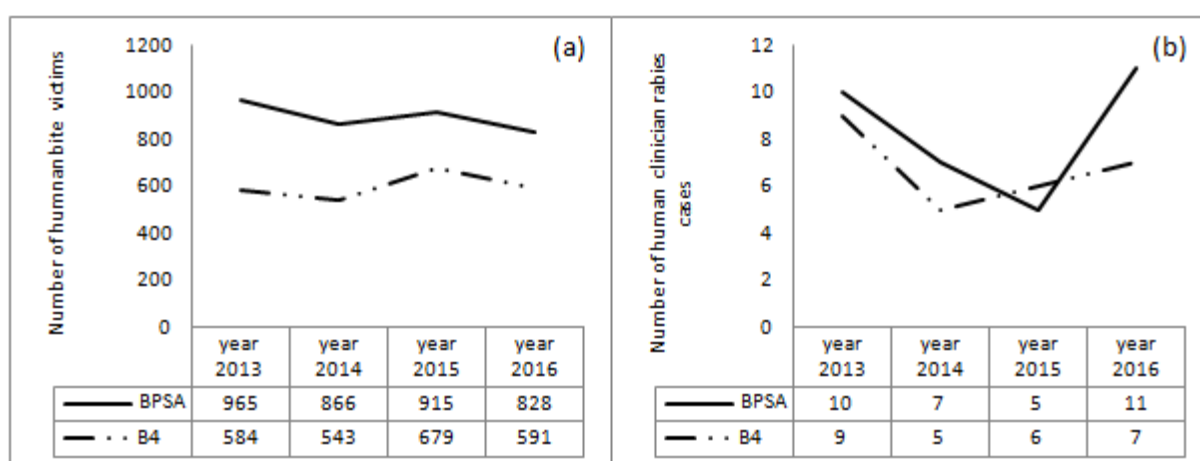 (a)
Number of human bite victims
1200
1000
800
600
400
200
0
year 2013 year 2014 year 2015 year 2016
BPSA 965 866 915 828
B4 584 543 679 591
(b)
Number of human clinician rabies
cases
12
10
8
6
4
2
0
year 2013 year 2014 year 2015 year 2016
BPSA 10 7 5 11
B4 9 5 6 7